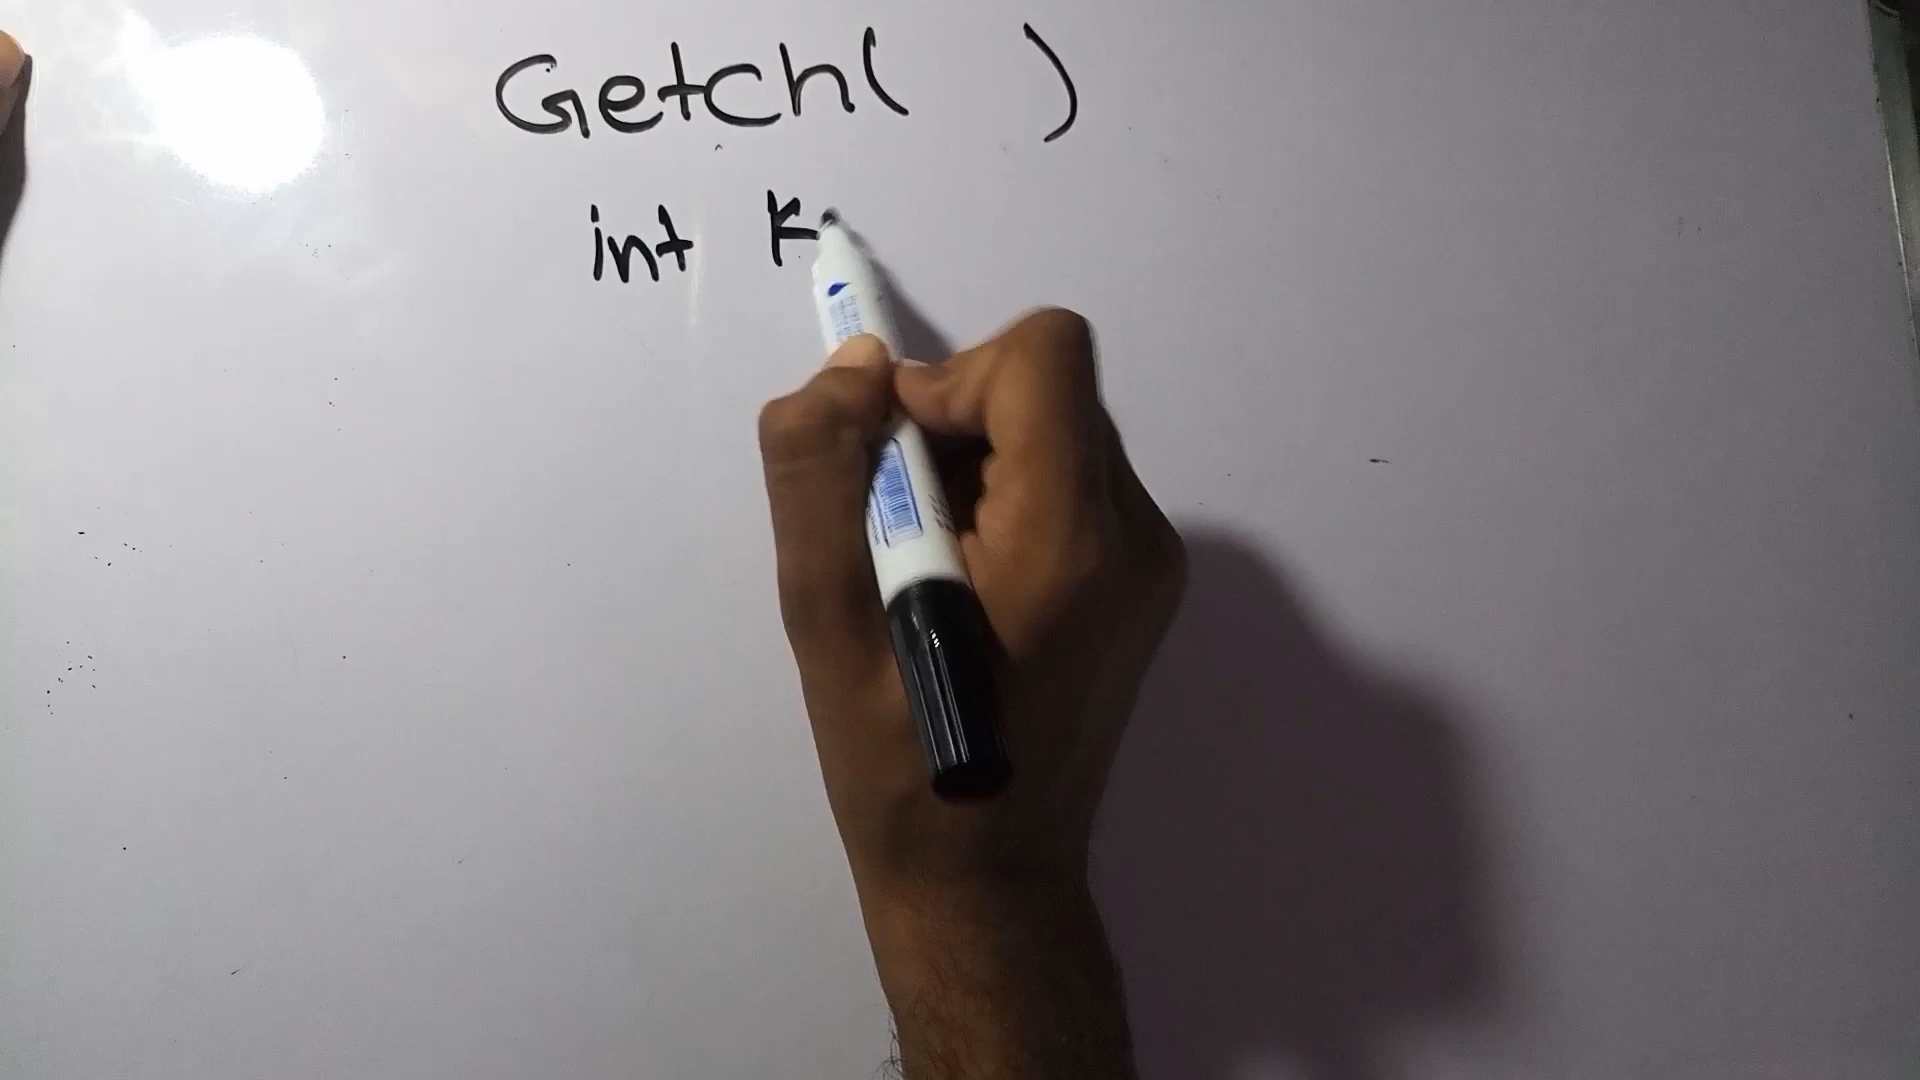 Getch( )
int K